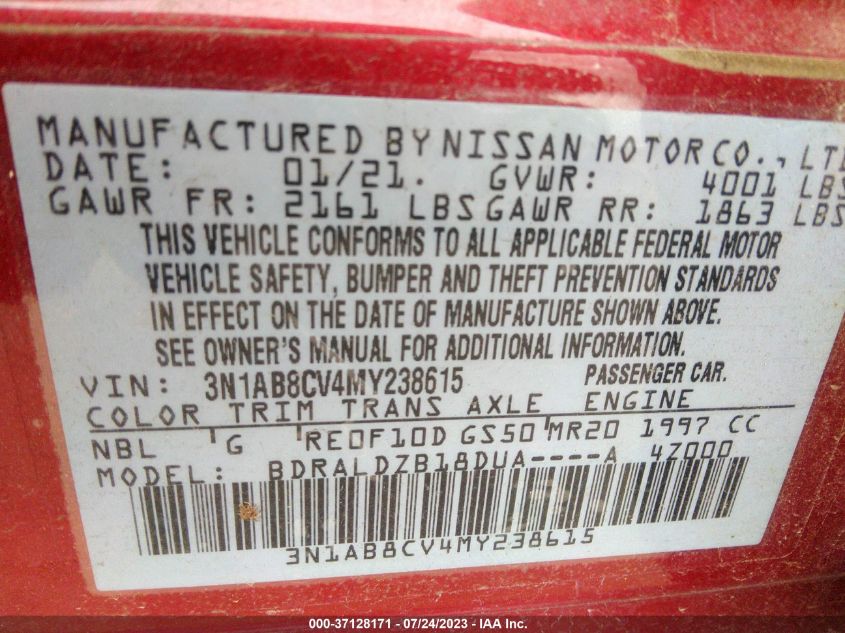 MANUFACTURED BY NISSAN MOTOR CO., LTD
DATE: 01/21. GVWR: 4001 LBS
GAWR FR: 2161 LBS GAWR RR: 1863 LBS
THIS VEHICLE CONFORMS TO ALL APPLICABLE FEDERAL MOTOR
VEHICLE SAFETY, BUMPER AND THEFT PREVENTION STANDARDS
IN EFFECT ON THE DATE OF MANUFACTURE SHOWN ABOVE.
SEE OWNER'S MANUAL FOR ADDITIONAL INFORMATION.
VIN: 3N1AB8CV4MY238615 PASSENGER CAR.
COLOR TRIM TRANS AXLE ENGINE
NBL 'G 'RE0F10D GS50 'MR20 1997 CC
MODEL: BDRALDZB18DUA----A 4Z000
3N1AB8CV4MY238615
000-37128171 - 07/24/2023 - IAA Inc.